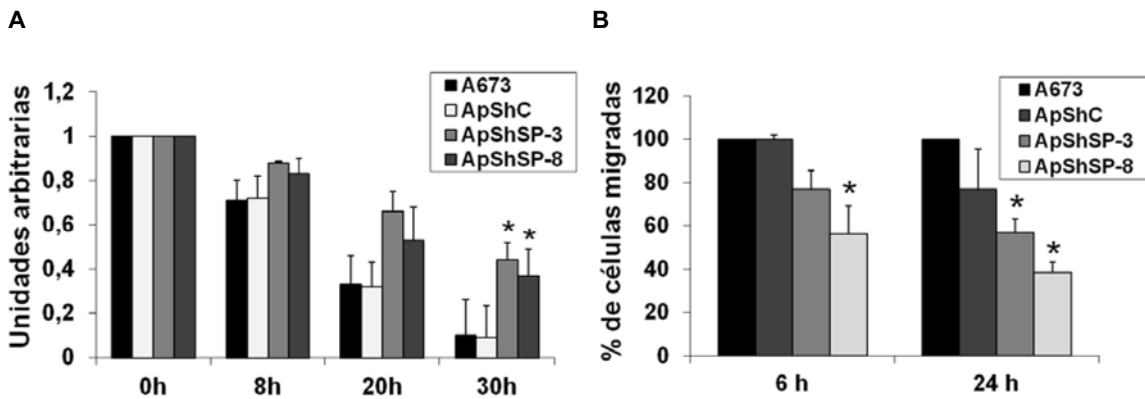 A
Unidades arbitrarias
1,2
1
0,8
0,6
0,4
0,2
0
A673
ApShC
ApShSP-3
ApShSP-8
* *
0h 8h 20h 30h
B
% de células migradas
120
100
80
60
40
20
0
A673
ApShC
ApShSP-3
ApShSP-8
*
*
*
6 h 24 h